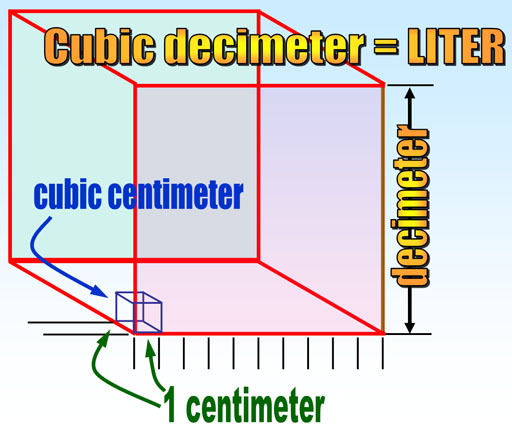 Cubic decimeter = LITER
decimeter
cubic centimeter
1 centimeter